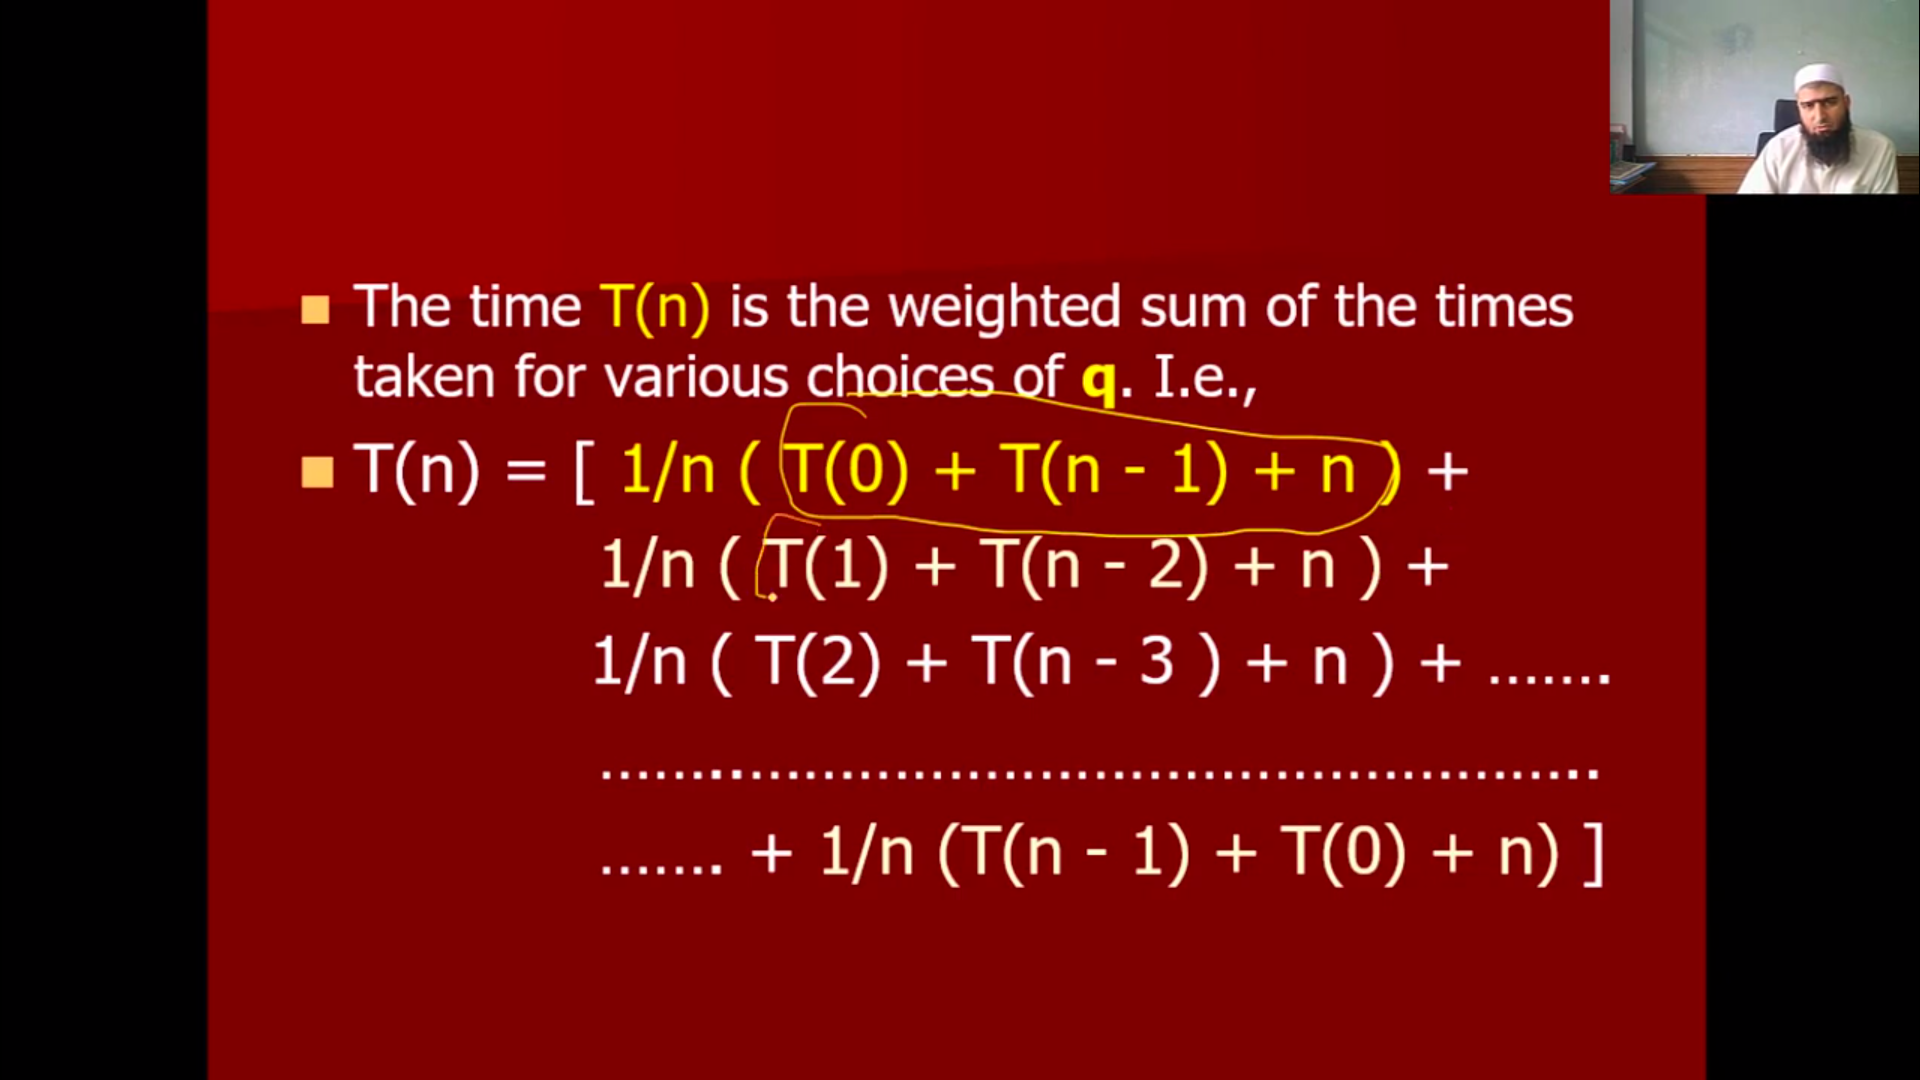 The time T(n) is the weighted sum of the times
taken for various choices of q. I.e.,
T(n) = [ 1/n ( T(0) + T(n - 1) + n ) +
1/n ( T(1) + T(n - 2) + n ) +
1/n ( T(2) + T(n - 3 ) + n ) + .......
......................................................
....... + 1/n (T(n - 1) + T(0) + n) ]